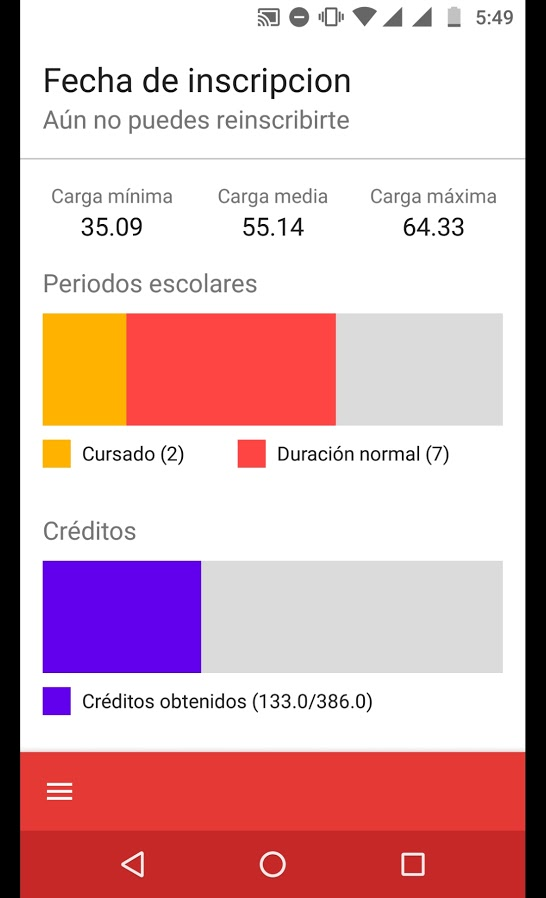 5:49
Fecha de inscripcion
Aún no puedes reinscribirte
Carga mínima Carga media Carga máxima
35.09 55.14 64.33
Periodos escolares
Cursado (2) Duración normal (7)
Créditos
Créditos obtenidos (133.0/386.0)